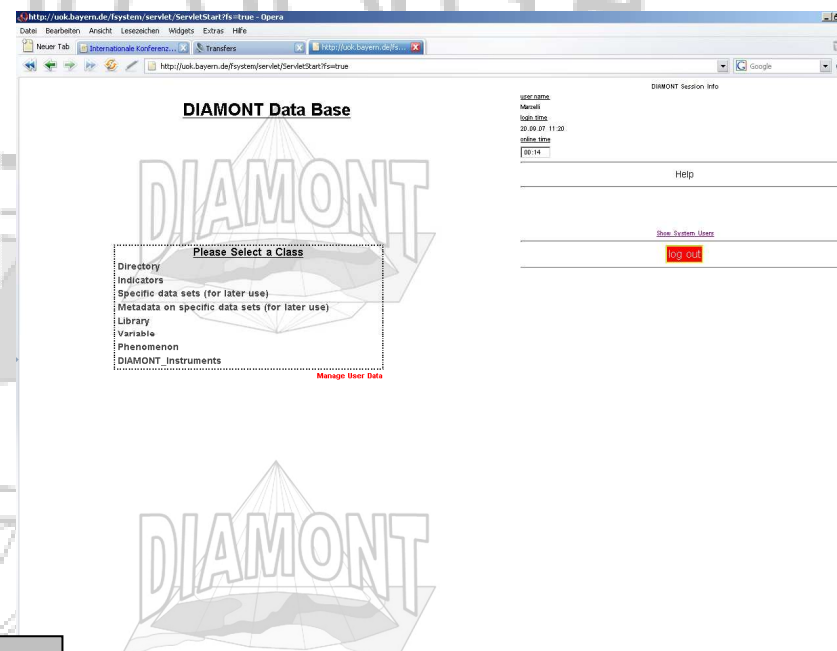 http://uok.bayern.de/fsystem/servlet/ServletStart?fs=true - Opera
Datei Bearbeiten Ansicht Lesezeichen Widgets Extras Hilfe
Neuer Tab Internationale Konferenz... Transfers http://uok.bayern.de/fs...
http://uok.bayern.de/fsystem/servlet/ServletStart?fs=true Google
DIAMONT Session Info
DIAMONT Data Base
user name
Marzelli
login time
20.09.07 11:20
online time
00:14
Help
DIAMONT
Show System Users
log out
Please Select a Class
Directory
Indicators
Specific data sets (for later use)
Metadata on specific data sets (for later use)
Library
Variable
Phenomenon
DIAMONT_Instruments
Manage User Data
DIAMONT